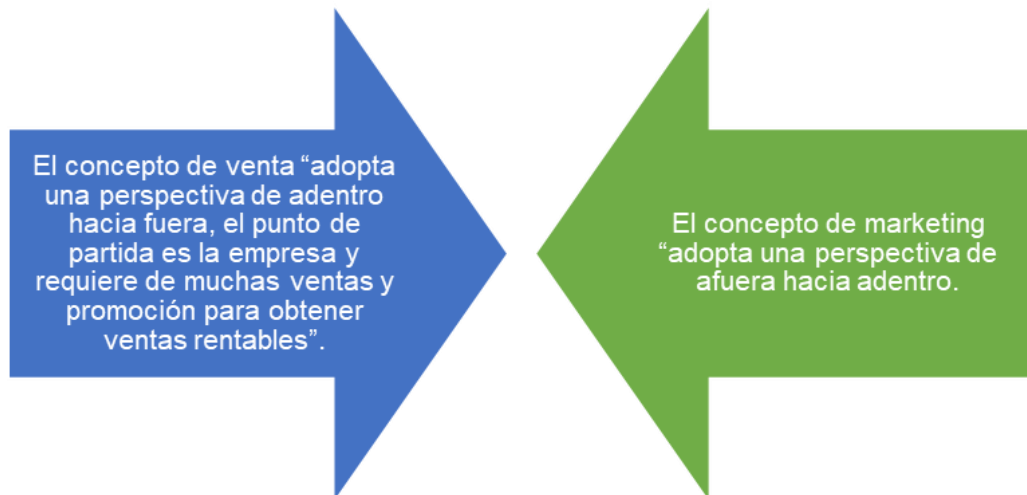 El concepto de venta “adopta
una perspectiva de adentro
hacia fuera, el punto de
partida es la empresa y
requiere de muchas ventas y
promoción para obtener
ventas rentables”.
El concepto de marketing
“adopta una perspectiva de
afuera hacia adentro.